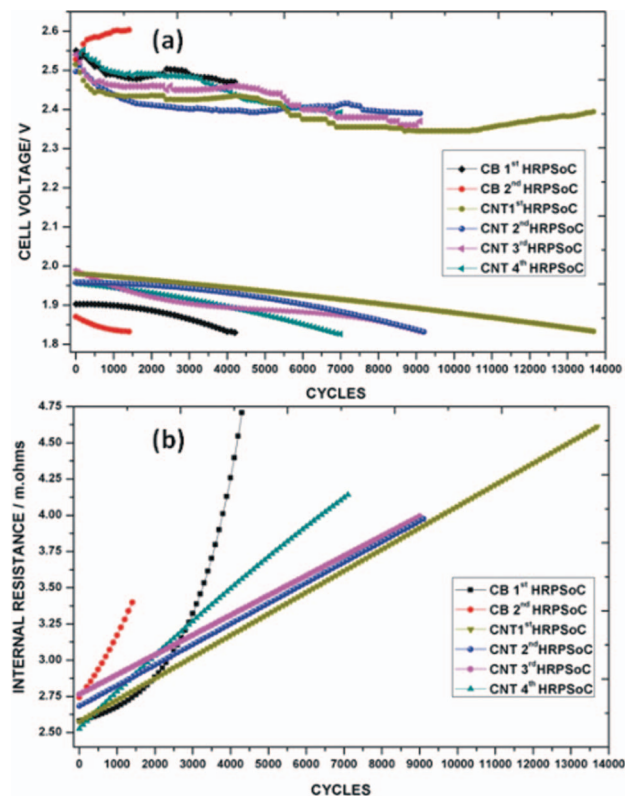 (a)
CELL VOLTAGE/ V
2.6
2.5
2.4
2.3
2.2
2.1
2.0
1.9
1.8
CB 1st HRPSoC
CB 2nd HRPSoC
CNT1st HRPSoC
CNT 2nd HRPSoC
CNT 3rd HRPSoC
CNT 4th HRPSoC
0 1000 2000 3000 4000 5000 6000 7000 8000 9000 10000 11000 12000 13000 14000
CYCLES
(b)
INTERNAL RESISTANCE / m.ohms
4.75
4.50
4.25
4.00
3.75
3.50
3.25
3.00
2.75
2.50
CB 1st HRPSoC
CB 2nd HRPSoC
CNT1st HRPSoC
CNT 2nd HRPSoC
CNT 3rd HRPSoC
CNT 4th HRPSoC
0 1000 2000 3000 4000 5000 6000 7000 8000 9000 10000 11000 12000 13000 14000
CYCLES